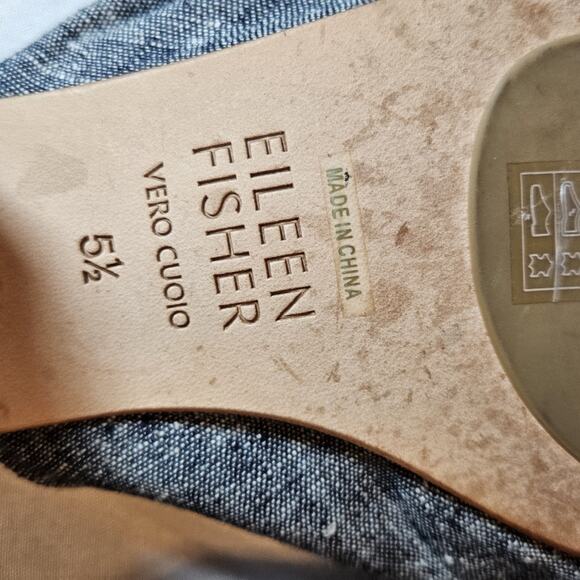 MADE IN CHINA
EILEEN
FISHER
VERO CUOIO
5½